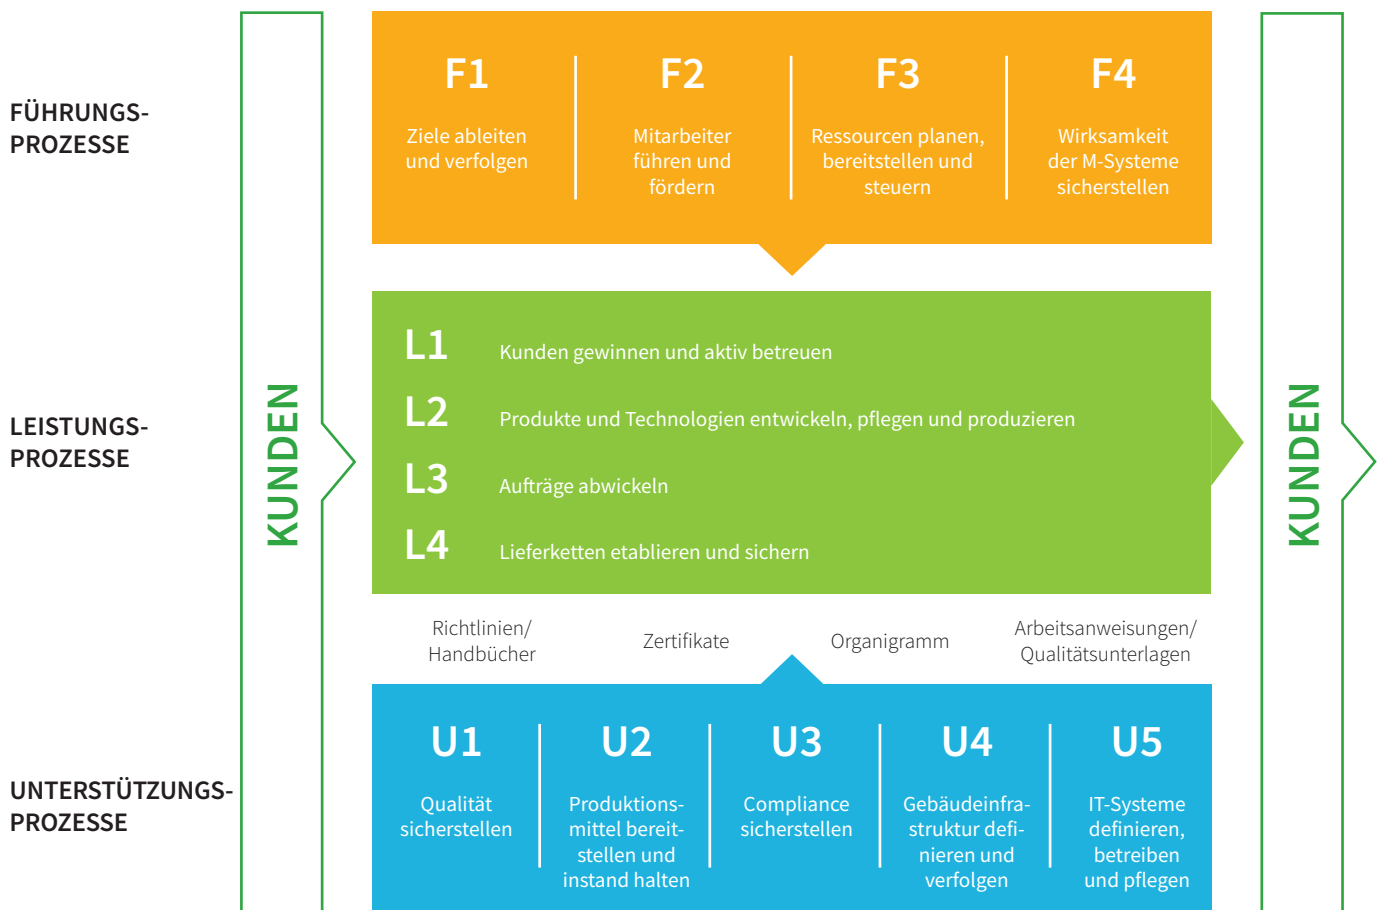 FÜHRUNGS-
PROZESSE
KUNDEN
F1
Ziele ableiten
und verfolgen
F2
Mitarbeiter
führen und
fördern
F3
Ressourcen planen,
bereitstellen und
steuern
F4
Wirksamkeit
der M-Systeme
sicherstellen
LEISTUNGS-
PROZESSE
L1 Kunden gewinnen und aktiv betreuen
L2 Produkte und Technologien entwickeln, pflegen und produzieren
L3 Aufträge abwickeln
L4 Lieferketten etablieren und sichern
KUNDEN
Richtlinien/
Handbücher
Zertifikate
Organigramm
Arbeitsanweisungen/
Qualitätsunterlagen
UNTERSTÜTZUNGS-
PROZESSE
U1
Qualität
sicherstellen
U2
Produktions-
mittel bereit-
stellen und
instand halten
U3
Compliance
sicherstellen
U4
Gebäudeinfra-
struktur defi-
nieren und
verfolgen
U5
IT-Systeme
definieren,
betreiben
und pflegen